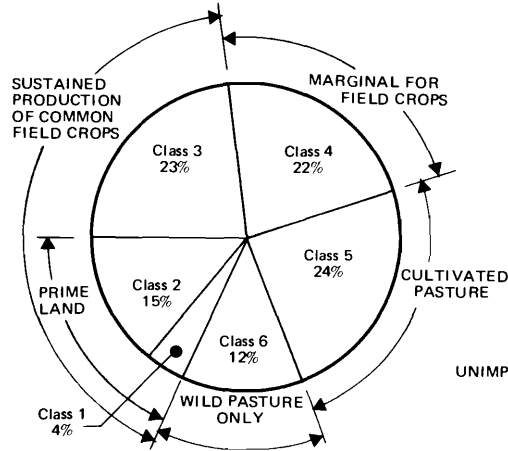 SUSTAINED
PRODUCTION
OF COMMON
FIELD CROPS
MARGINAL FOR
FIELD CROPS
Class 3
23%
Class 4
22%
Class 5
24%
CULTIVATED
PASTURE
Class 2
15%
PRIME
LAND
Class 6
12%
UNIMP
WILD PASTURE
ONLY
Class 1
4%